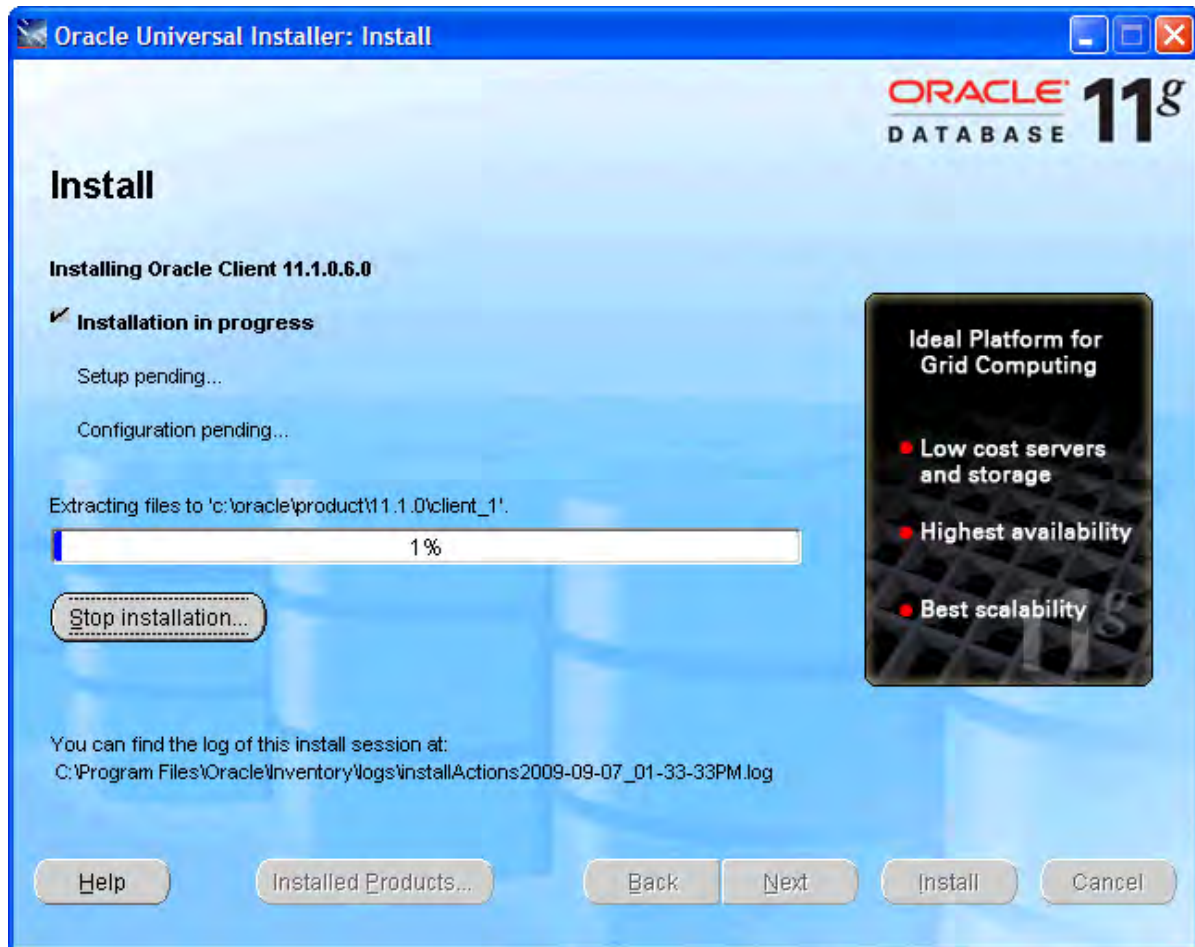 Oracle Universal Installer: Install
ORACLE 11g
DATABASE
Install
Installing Oracle Client 11.1.0.6.0
Installation in progress
Setup pending...
Configuration pending...
Extracting files to 'c:\oracle\product\11.1.0\client_1'.
1%
Stop installation...
Ideal Platform for
Grid Computing
Low cost servers
and storage
Highest availability
Best scalability
11g
You can find the log of this install session at:
C:\Program Files\Oracle\Inventory\logs\installActions2009-09-07_01-33-33PM.log
Help Installed Products... Back Next Install Cancel